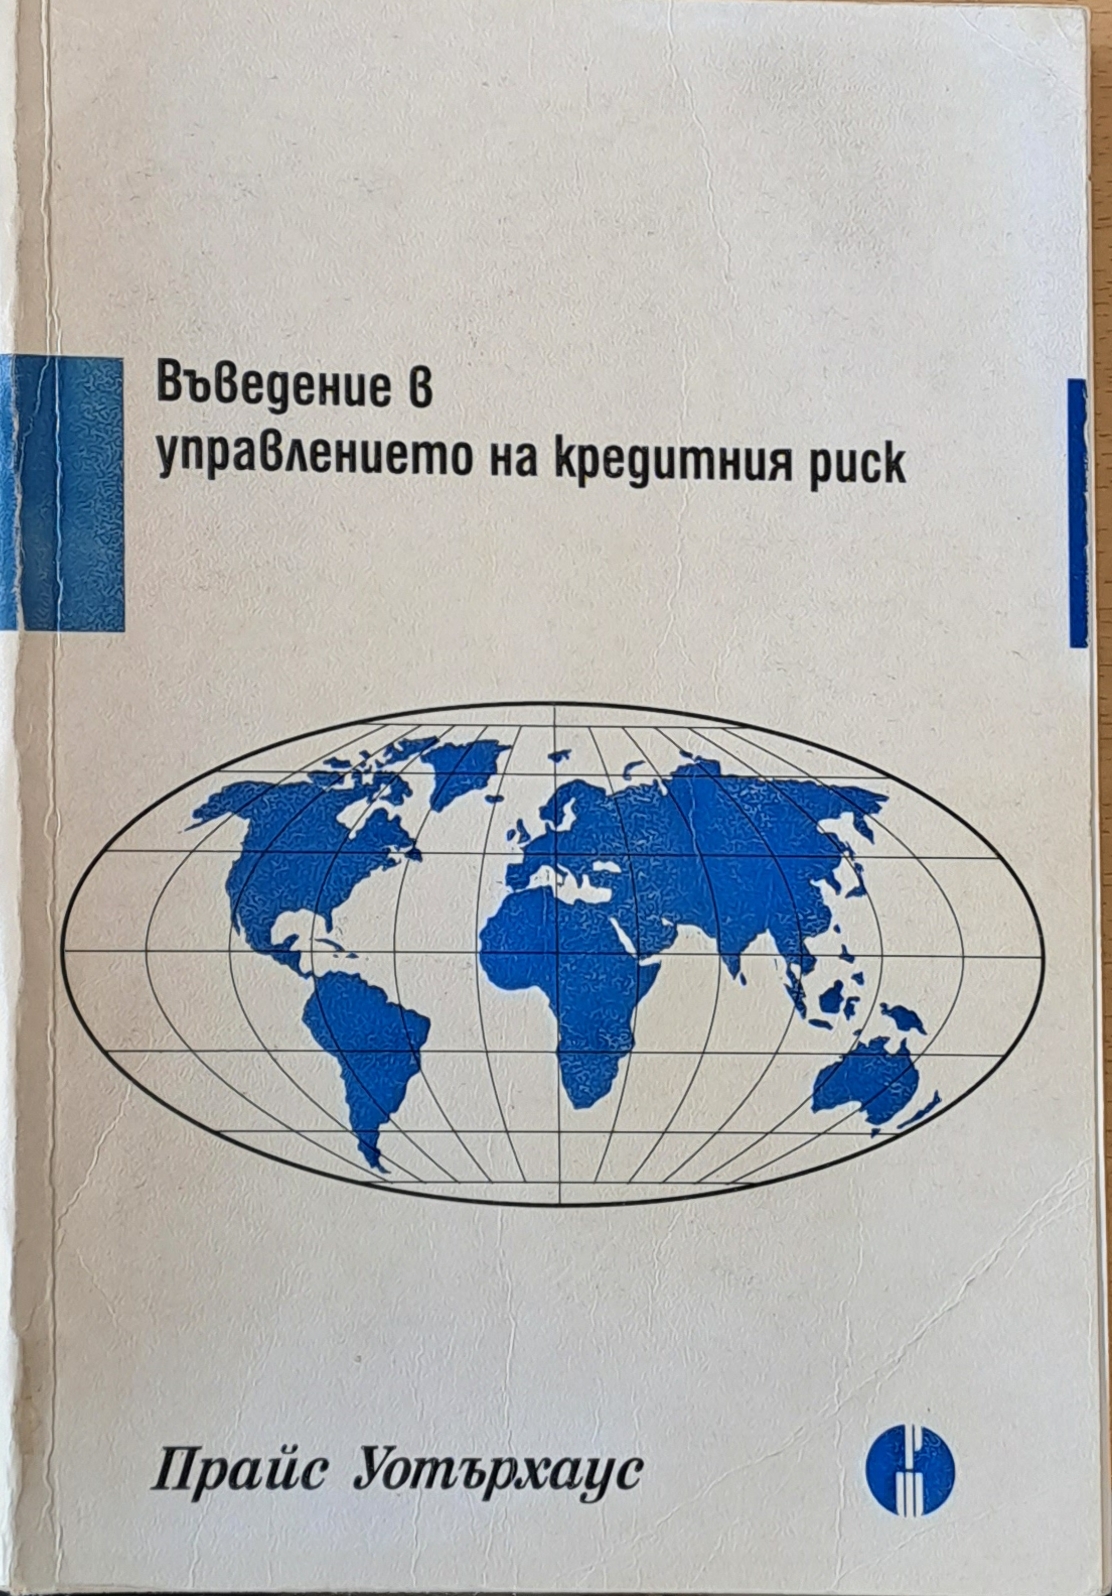 Въведение в
управлението на кредитния риск
Прайс Уотърхаус